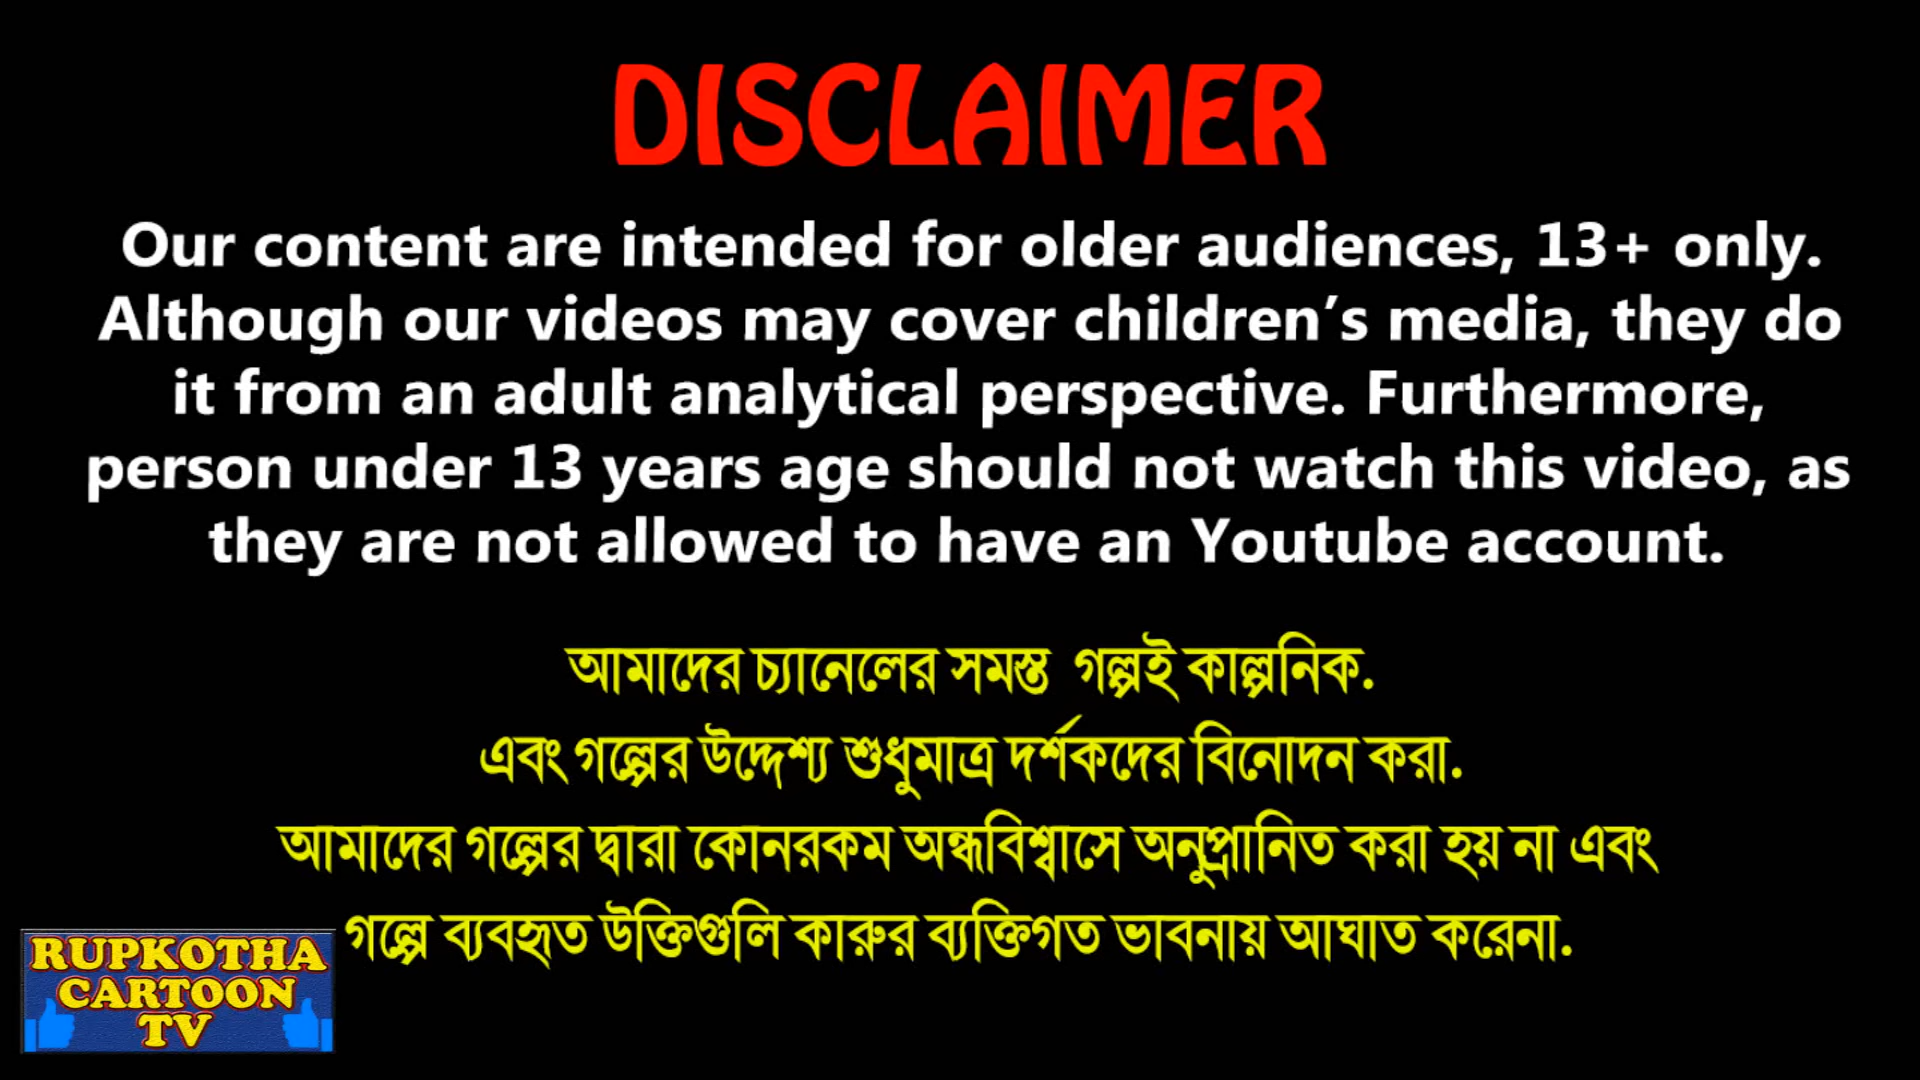 DISCLAIMER
Our content are intended for older audiences, 13+ only.
Although our videos may cover children’s media, they do
it from an adult analytical perspective. Furthermore,
person under 13 years age should not watch this video, as
they are not allowed to have an Youtube account.
আমাদের চ্যানেলের সমস্ত গল্পই কাল্পনিক.
এবং গল্পের উদ্দেশ্য শুধুমাত্র দর্শকদের বিনোদন করা.
আমাদের গল্পের দ্বারা কোনরকম অন্ধবিশ্বাসে অনুপ্রানিত করা হয় না এবং
গল্পে ব্যবহৃত উক্তিগুলি কারুর ব্যক্তিগত ভাবনায় আঘাত করেনা.
RUPKOTHA
CARTOON
TV